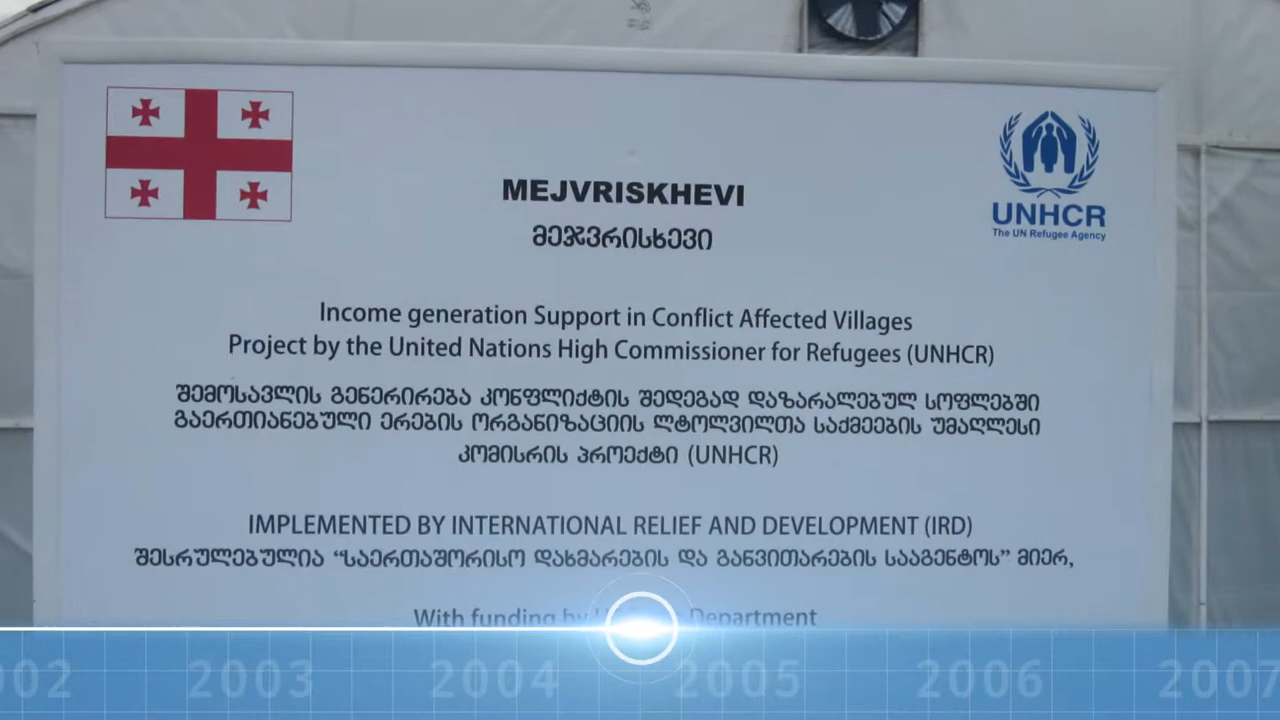 MEJVRISKHEVI
მეჯვრისხევი
UNHCR
The UN Refugee Agency
Income generation Support in Conflict Affected Villages
Project by the United Nations High Commissioner for Refugees (UNHCR)
შემოსავლის გენერირება კონფლიქტის შედეგად დაზარალებულ სოფლებში
გაერთიანებული ერების ორგანიზაციის ლტოლვილთა საქმეების უმაღლესი
კომისრის პროექტი (UNHCR)
IMPLEMENTED BY INTERNATIONAL RELIEF AND DEVELOPMENT (IRD)
შესრულებულია “საერთაშორისო დახმარების და განვითარების სააგენტოს” მიერ,
With funding by Department
02 2003 2004 2005 2006 2007